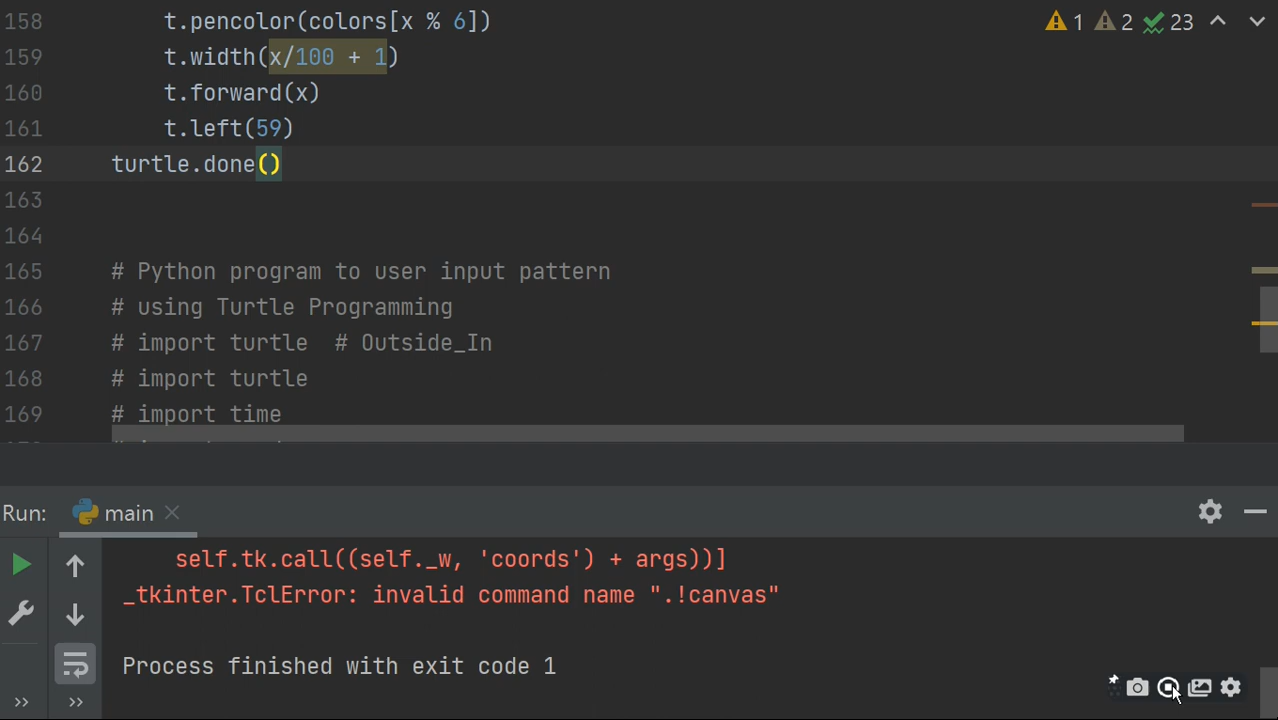 158 t.pencolor(colors[x % 6])
1 2 23
159 t.width(x/100 + 1)
160 t.forward(x)
161 t.left(59)
162 turtle.done()
163
164
165 # Python program to user input pattern
166 # using Turtle Programming
167 # import turtle  # Outside_In
168 # import turtle
169 # import time
Run: main
self.tk.call((self._w, 'coords') + args))]
_tkinter.TclError: invalid command name ".!canvas"
Process finished with exit code 1